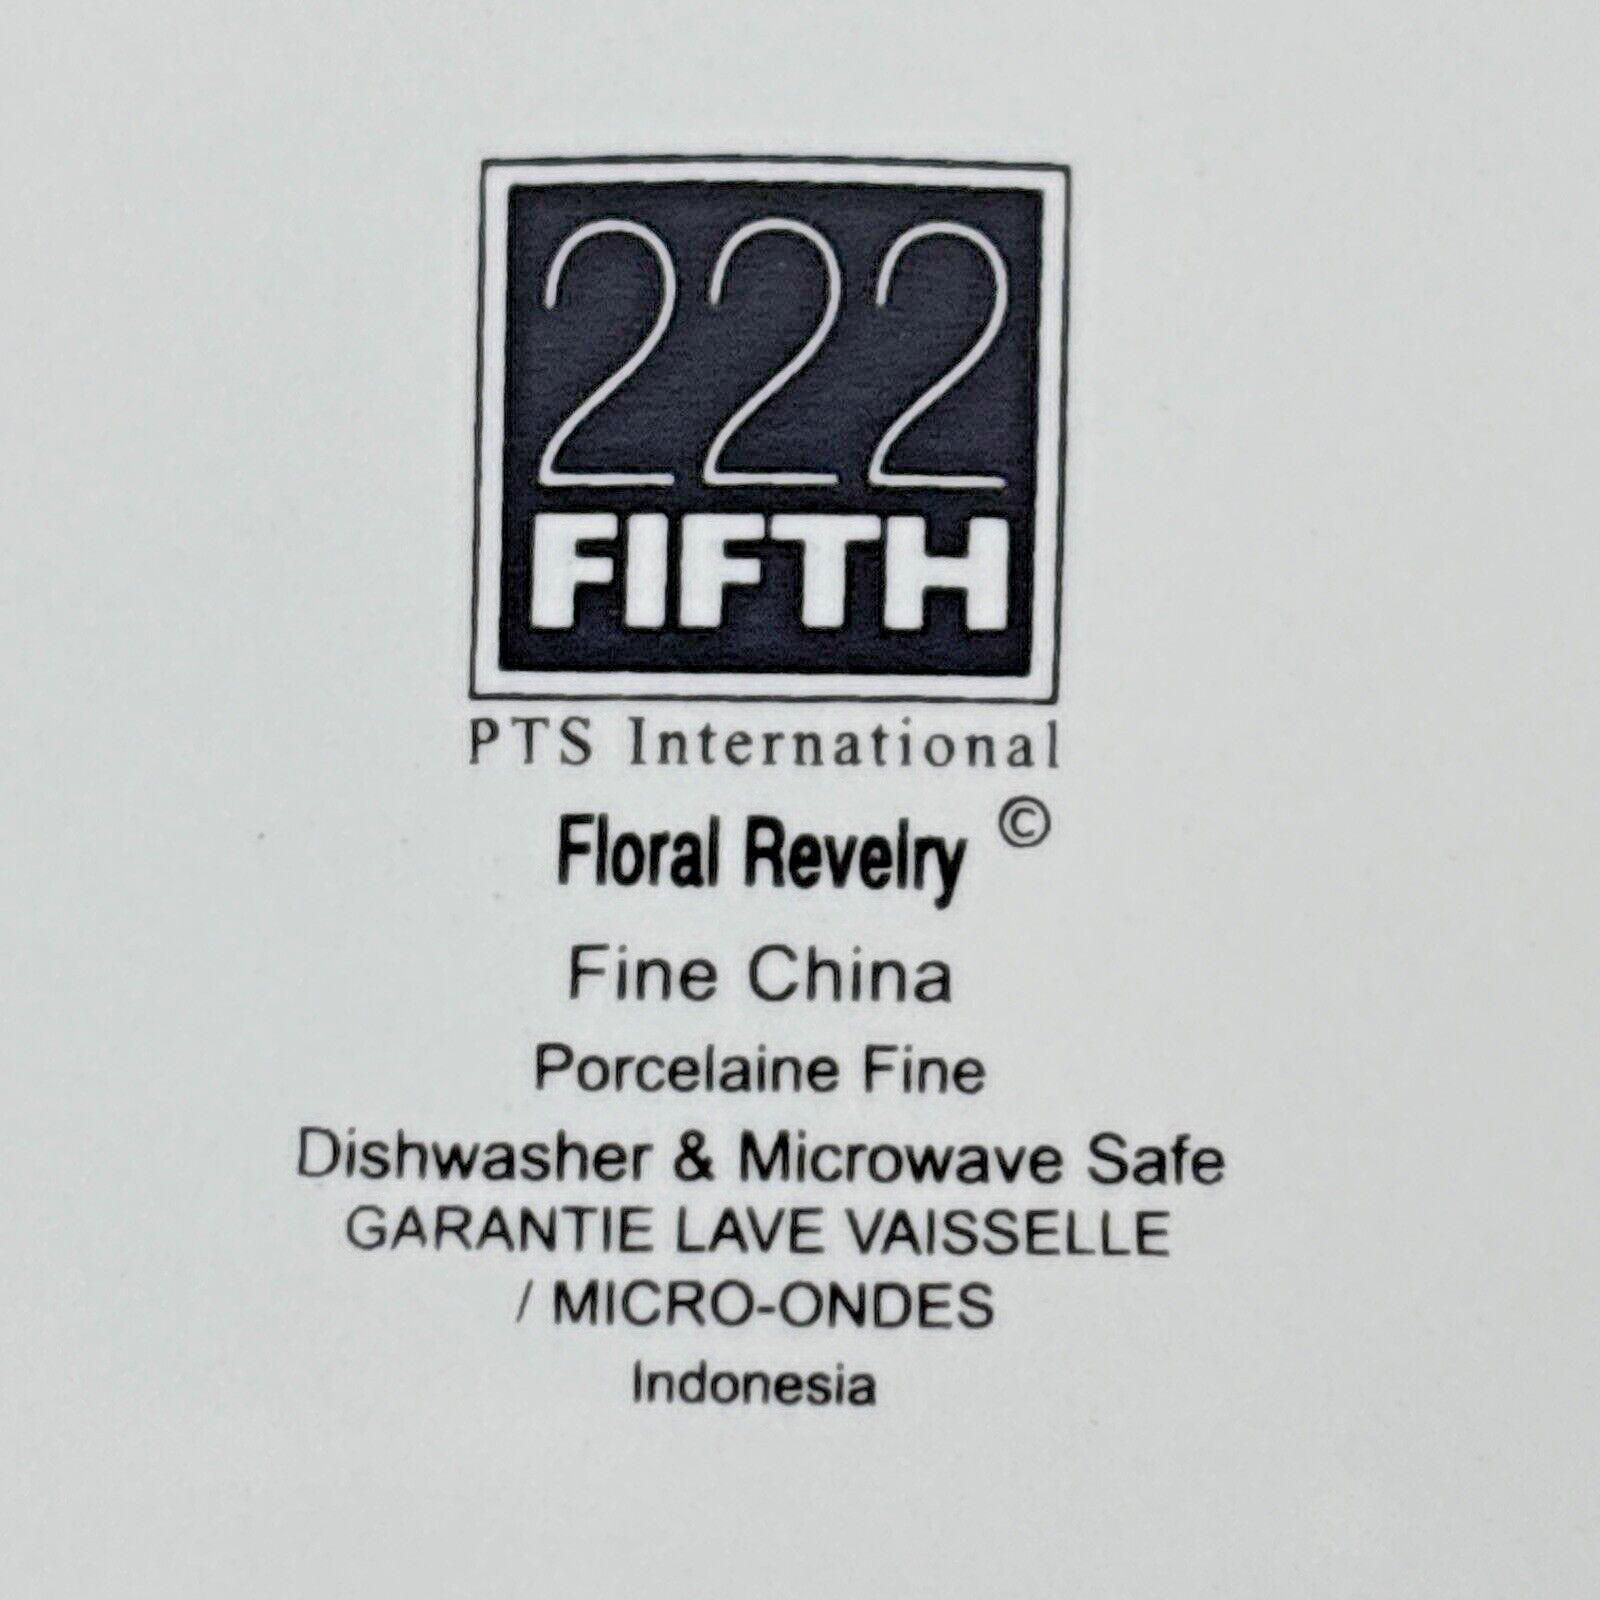 222
FIFTH
PTS International
Floral Revelry ©
Fine China
Porcelaine Fine
Dishwasher & Microwave Safe
GARANTIE LAVE VAISSELLE
/ MICRO-ONDES
Indonesia